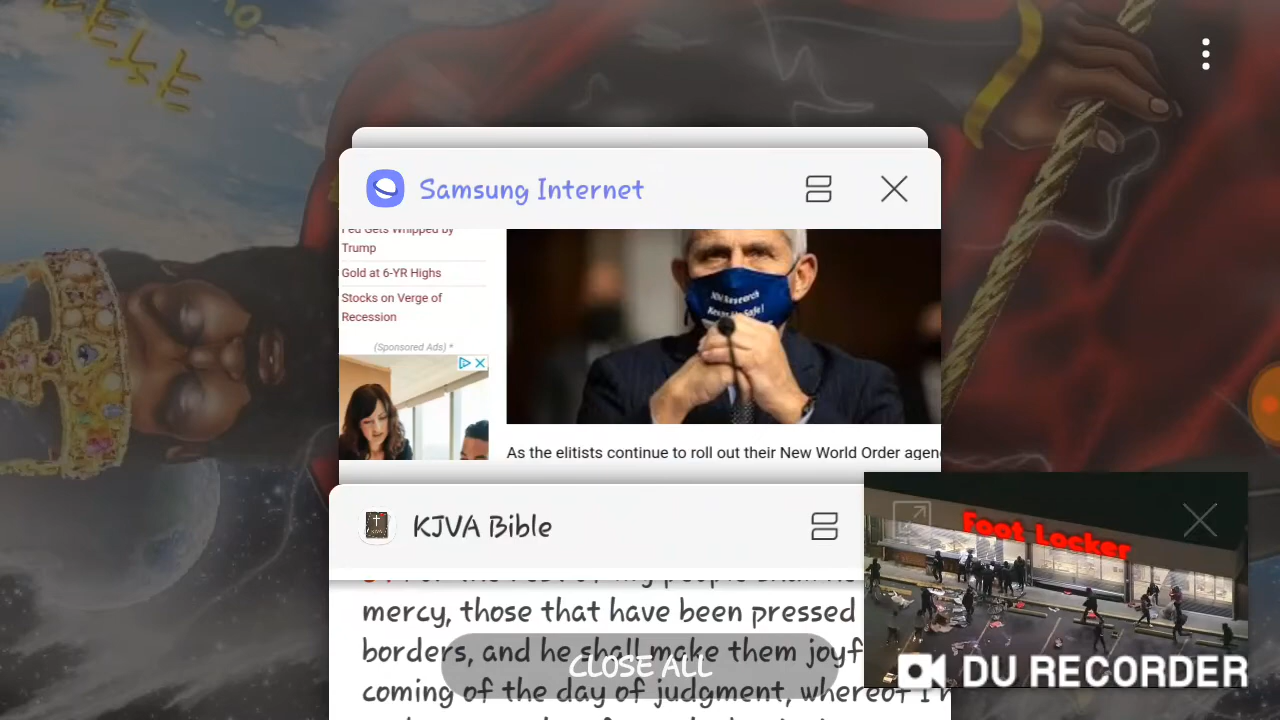 Samsung Internet
Fed Gets Whipped by
Trump
Gold at 6-YR Highs
Stocks on Verge of
Recession
(Sponsored Ads) *
As the elitists continue to roll out their New World Order agen
KJVA Bible
mercy, those that have been pressed
borders, and he shall make them joyf
coming of the day of judgment, whereof I
CLOSE ALL
Foot Locker
DU RECORDER